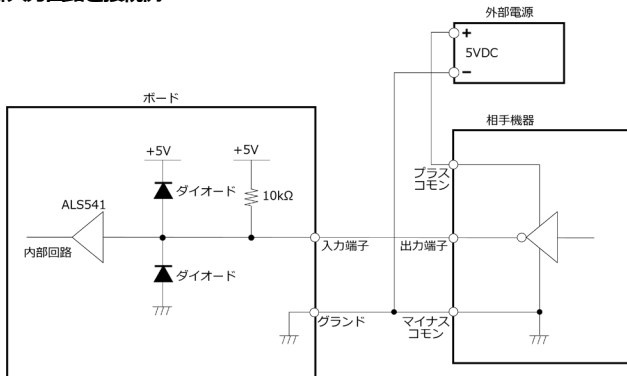 外部電源
+
5VDC
−
ボード
相手機器
+5V
+5V
プラス
コモン
ダイオード
10kΩ
ALS541
内部回路
入力端子
出力端子
ダイオード
グランド
マイナス
コモン